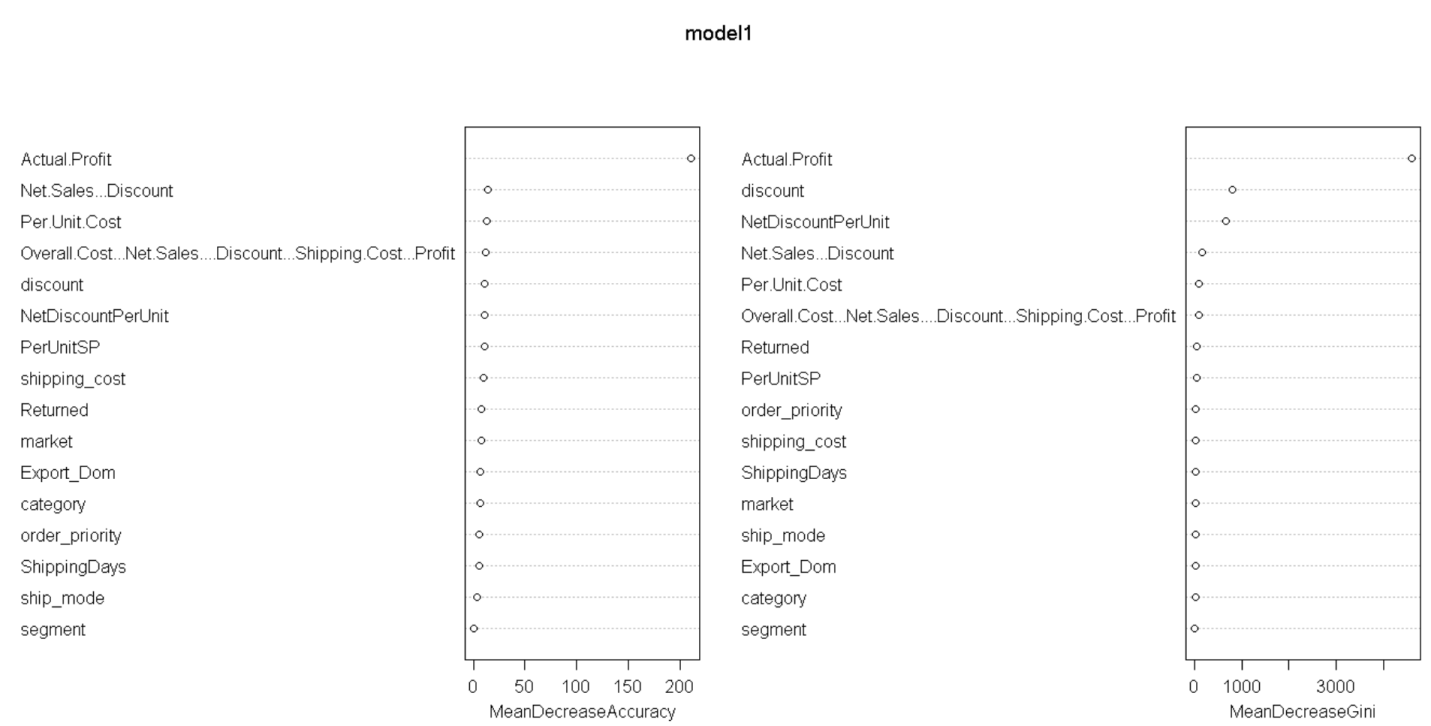 model1
Actual.Profit
Net.Sales...Discount
Per.Unit.Cost
Overall.Cost...Net.Sales....Discount...Shipping.Cost...Profit
discount
NetDiscountPerUnit
PerUnitSP
shipping_cost
Returned
market
Export_Dom
category
order_priority
ShippingDays
ship_mode
segment
0 50 100 150 200
MeanDecreaseAccuracy
Actual.Profit
discount
NetDiscountPerUnit
Net.Sales...Discount
Per.Unit.Cost
Overall.Cost...Net.Sales....Discount...Shipping.Cost...Profit
Returned
PerUnitSP
order_priority
shipping_cost
ShippingDays
market
ship_mode
Export_Dom
category
segment
0 1000 3000
MeanDecreaseGini